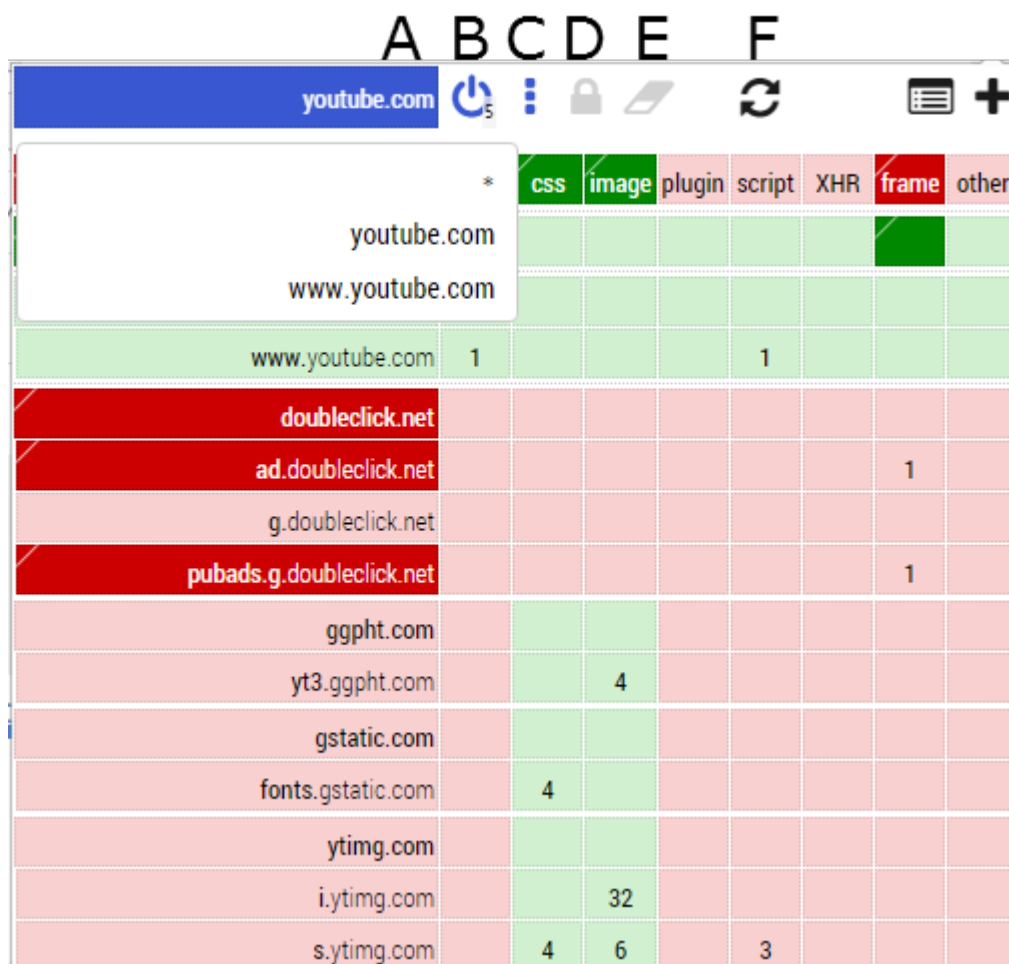 A B C D E F
youtube.com 5
*
css image plugin script XHR frame other
youtube.com
www.youtube.com
www.youtube.com 1 1
doubleclick.net
ad.doubleclick.net 1
g.doubleclick.net
pubads.g.doubleclick.net 1
ggpht.com
yt3.ggpht.com 4
gstatic.com
fonts.gstatic.com 4
ytimg.com
i.ytimg.com 32
s.ytimg.com 4 6 3